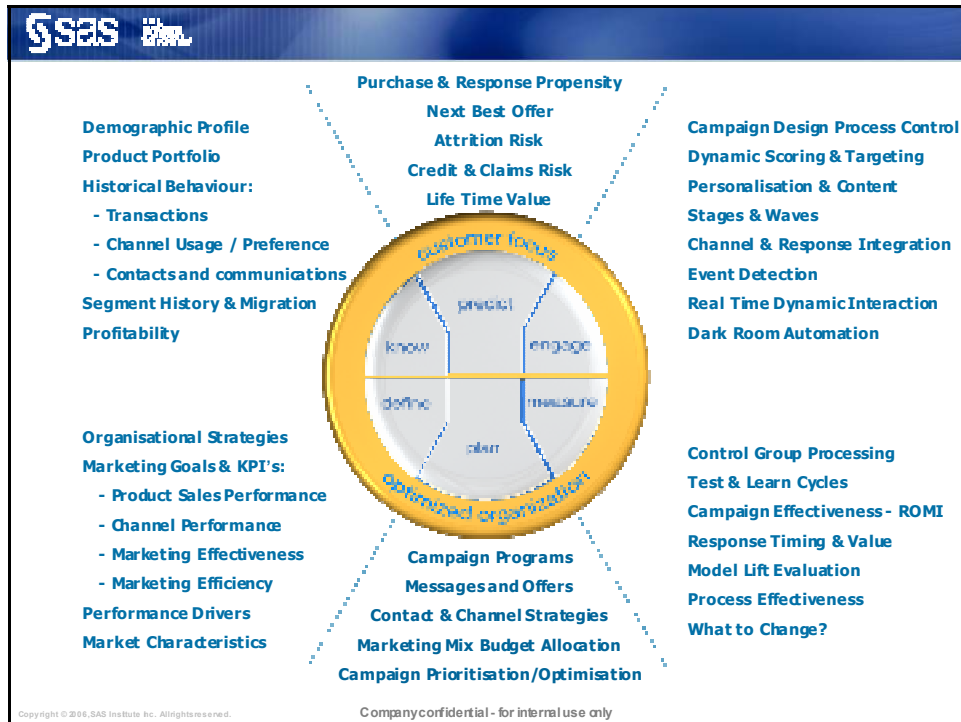 sas
Purchase & Response Propensity
Next Best Offer
Attrition Risk
Credit & Claims Risk
Life Time Value
Demographic Profile
Product Portfolio
Historical Behaviour:
- Transactions
- Channel Usage / Preference
- Contacts and communications
Segment History & Migration
Profitability
Campaign Design Process Control
Dynamic Scoring & Targeting
Personalisation & Content
Stages & Waves
Channel & Response Integration
Event Detection
Real Time Dynamic Interaction
Dark Room Automation
customer focus
predict
know
engage
define
measure
plan
optimized organization
Organisational Strategies
Marketing Goals & KPI's:
- Product Sales Performance
- Channel Performance
- Marketing Effectiveness
- Marketing Efficiency
Performance Drivers
Market Characteristics
Campaign Programs
Messages and Offers
Contact & Channel Strategies
Marketing Mix Budget Allocation
Campaign Prioritisation/Optimisation
Control Group Processing
Test & Learn Cycles
Campaign Effectiveness - ROMI
Response Timing & Value
Model Lift Evaluation
Process Effectiveness
What to Change?
Copyright © 2006, SAS Institute Inc. All rights reserved.
Company confidential - for internal use only